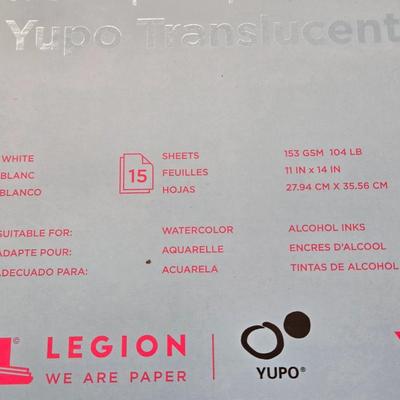 Yupo Translucent
WHITE 15 SHEETS 153 GSM 104 LB
BLANC FEUILLES 11 IN x 14 IN
BLANCO HOJAS 27.94 CM X 35.56 CM
SUITABLE FOR: WATERCOLOR ALCOHOL INKS
ADAPTE POUR: AQUARELLE ENCRES D'ALCOOL
ADECUADO PARA: ACUARELA TINTAS DE ALCOHOL
LEGION
WE ARE PAPER
YUPO®